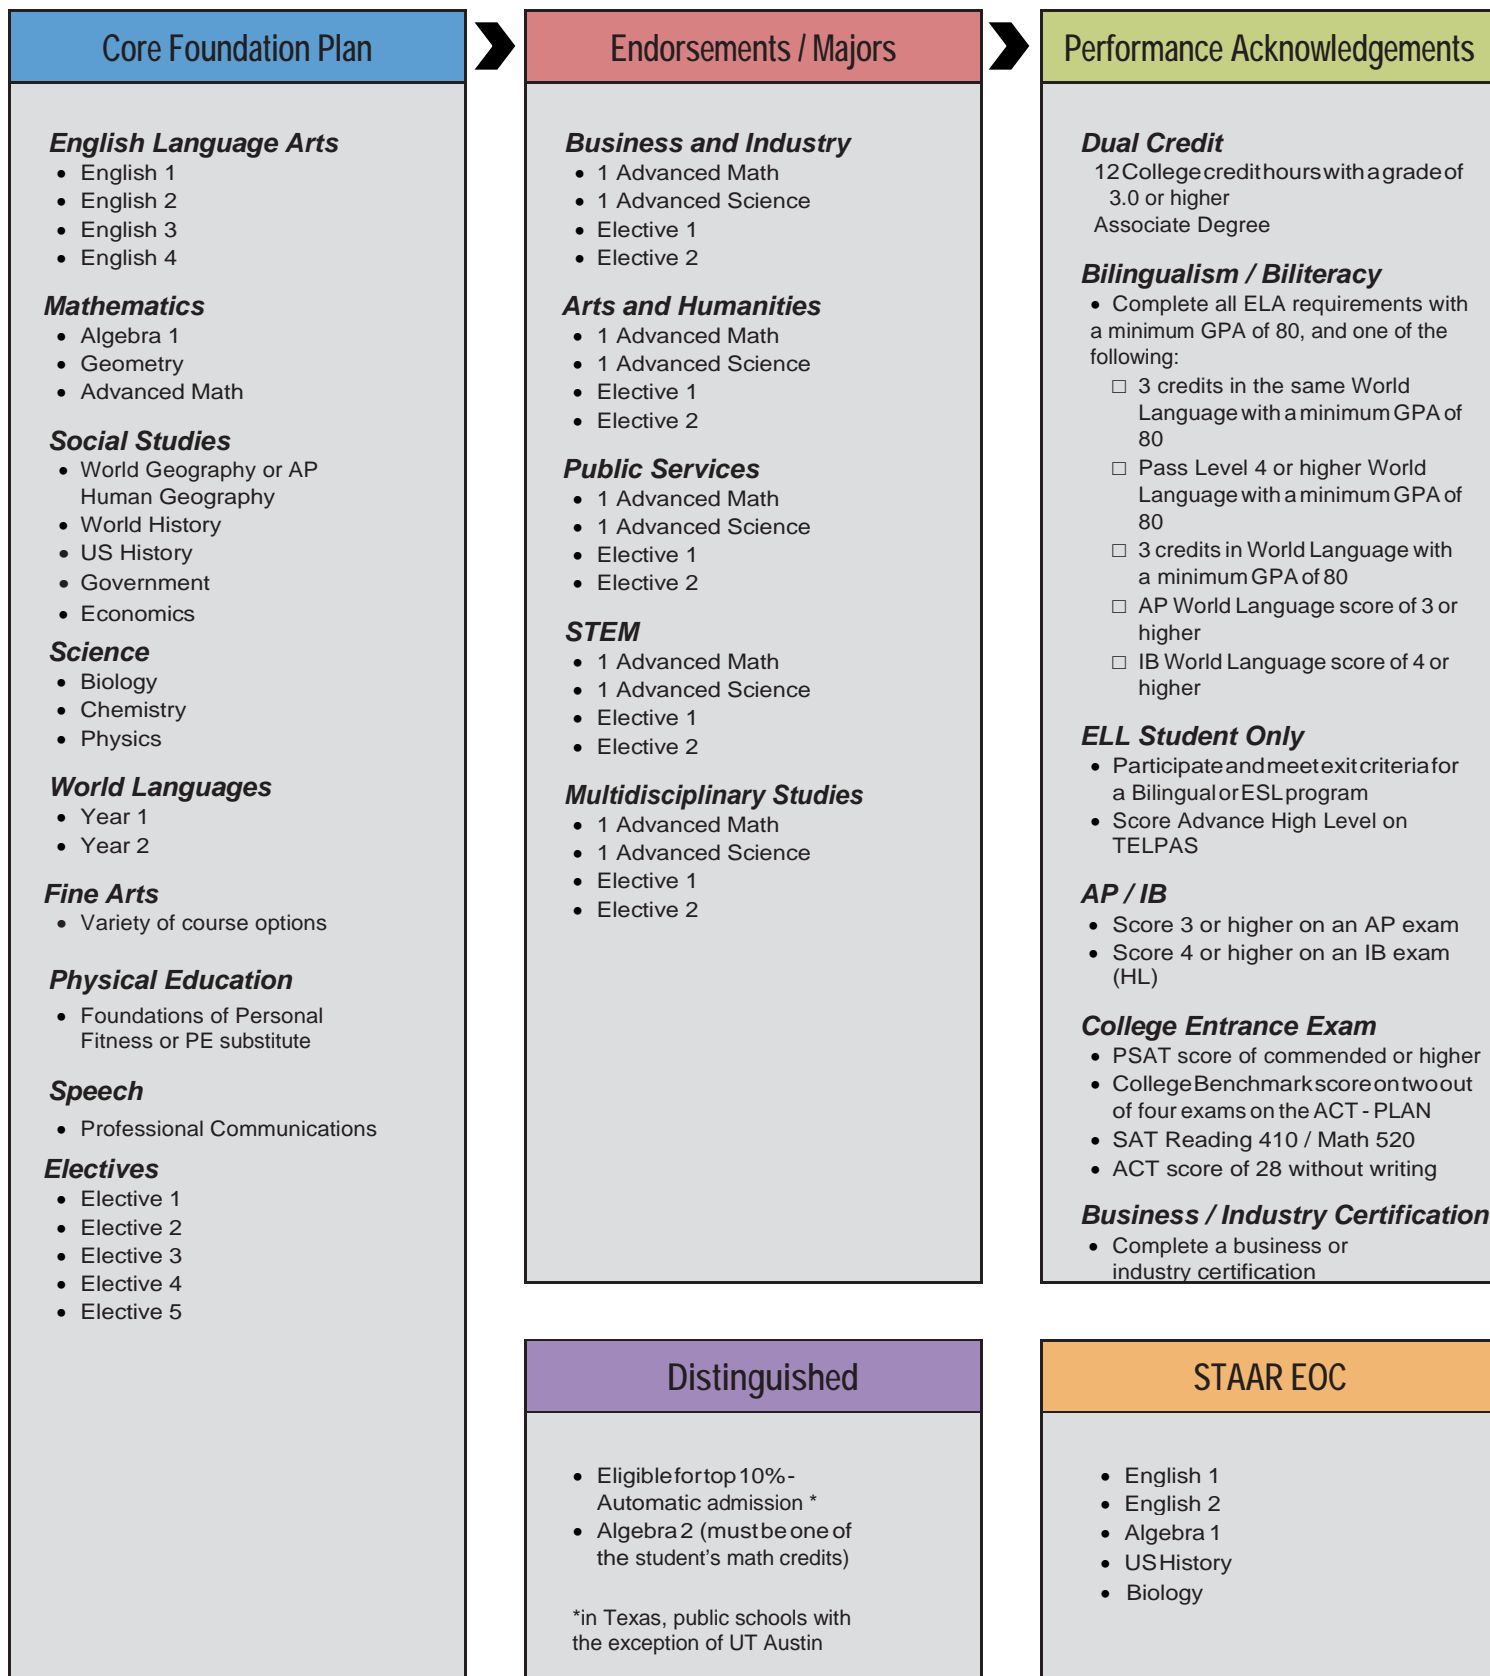 Core Foundation Plan
English Language Arts
• English 1
• English 2
• English 3
• English 4
Mathematics
• Algebra 1
• Geometry
• Advanced Math
Social Studies
• World Geography or AP
Human Geography
• World History
• US History
• Government
• Economics
Science
• Biology
• Chemistry
• Physics
World Languages
• Year 1
• Year 2
Fine Arts
• Variety of course options
Physical Education
• Foundations of Personal
Fitness or PE substitute
Speech
• Professional Communications
Electives
• Elective 1
• Elective 2
• Elective 3
• Elective 4
• Elective 5
Endorsements / Majors
Business and Industry
• 1 Advanced Math
• 1 Advanced Science
• Elective 1
• Elective 2
Arts and Humanities
• 1 Advanced Math
• 1 Advanced Science
• Elective 1
• Elective 2
Public Services
• 1 Advanced Math
• 1 Advanced Science
• Elective 1
• Elective 2
STEM
• 1 Advanced Math
• 1 Advanced Science
• Elective 1
• Elective 2
Multidisciplinary Studies
• 1 Advanced Math
• 1 Advanced Science
• Elective 1
• Elective 2
Performance Acknowledgements
Dual Credit
12 College credit hours with a grade of
3.0 or higher
Associate Degree
Bilingualism / Biliteracy
• Complete all ELA requirements with
a minimum GPA of 80, and one of the
following:
□ 3 credits in the same World
Language with a minimum GPA of
80
□ Pass Level 4 or higher World
Language with a minimum GPA of
80
□ 3 credits in World Language with
a minimum GPA of 80
□ AP World Language score of 3 or
higher
□ IB World Language score of 4 or
higher
ELL Student Only
• Participate and meet exit criteria for
a Bilingual or ESL program
• Score Advance High Level on
TELPAS
AP / IB
• Score 3 or higher on an AP exam
• Score 4 or higher on an IB exam
(HL)
College Entrance Exam
• PSAT score of commended or higher
• College Benchmark score on two out
of four exams on the ACT - PLAN
• SAT Reading 410 / Math 520
• ACT score of 28 without writing
Business / Industry Certification
• Complete a business or
industry certification
Distinguished
• Eligible for top 10% -
Automatic admission *
• Algebra 2 (must be one of
the student's math credits)
*in Texas, public schools with
the exception of UT Austin
STAAR EOC
• English 1
• English 2
• Algebra 1
• US History
• Biology